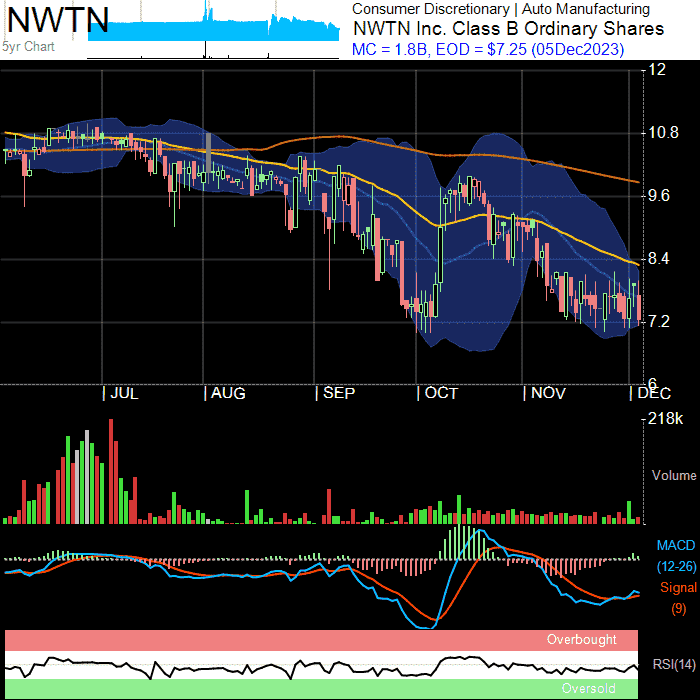 NWTN
5yr Chart
Consumer Discretionary | Auto Manufacturing
NWTN Inc. Class B Ordinary Shares
MC = 1.8B, EOD = $7.25 (05Dec2023)
12
10.8
9.6
8.4
7.2
6
JUL AUG SEP OCT NOV DEC
218k
Volume
MACD
(12-26)
Signal
(9)
Overbought
RSI(14)
Oversold